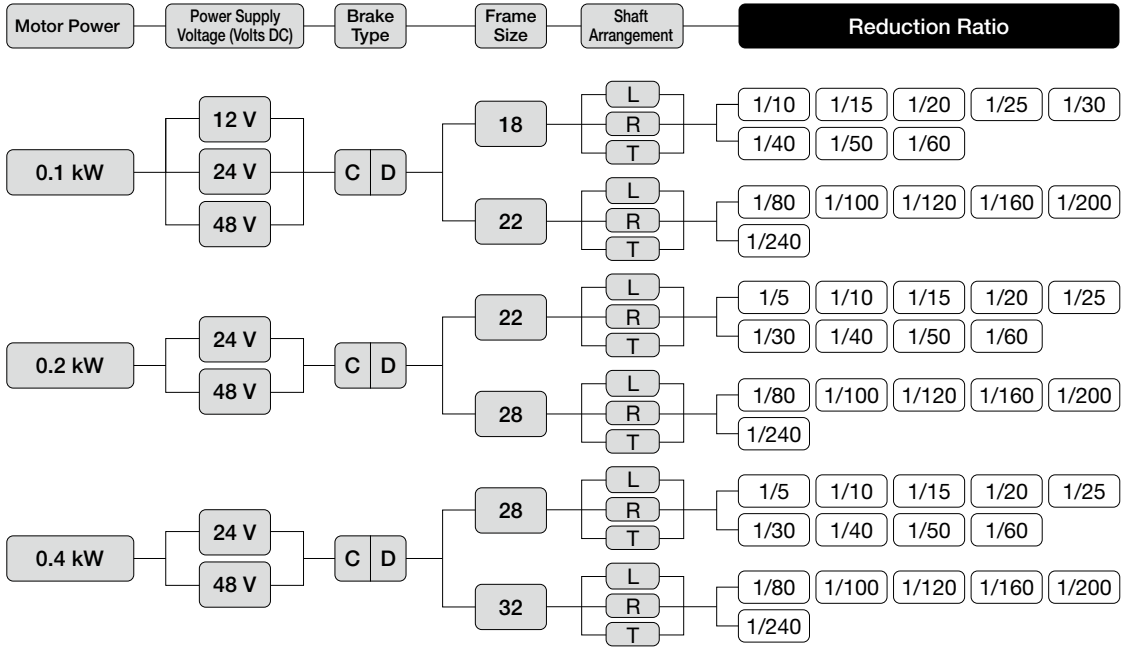 Motor Power
Power Supply
Voltage (Volts DC)
Brake
Type
Frame
Size
Shaft
Arrangement
Reduction Ratio
0.1 kW
12 V
24 V
48 V
C D
18
L
R
T
1/10 1/15 1/20 1/25 1/30
1/40 1/50 1/60
22
L
R
T
1/80 1/100 1/120 1/160 1/200
1/240
0.2 kW
24 V
48 V
C D
22
L
R
T
1/5 1/10 1/15 1/20 1/25
1/30 1/40 1/50 1/60
28
L
R
T
1/80 1/100 1/120 1/160 1/200
1/240
0.4 kW
24 V
48 V
C D
28
L
R
T
1/5 1/10 1/15 1/20 1/25
1/30 1/40 1/50 1/60
32
L
R
T
1/80 1/100 1/120 1/160 1/200
1/240